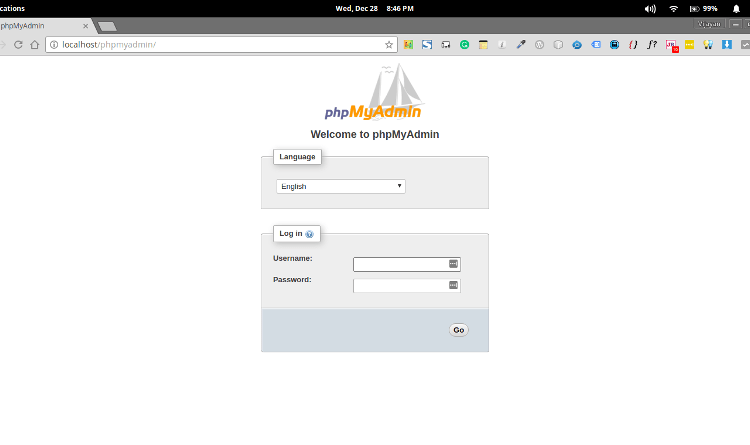 cations
Wed, Dec 28 8:46 PM
99%
phpMyAdmin
Vijayan
localhost/phpmyadmin/
phpMyAdmin
Welcome to phpMyAdmin
Language
English
Log in
Username:
Password:
Go